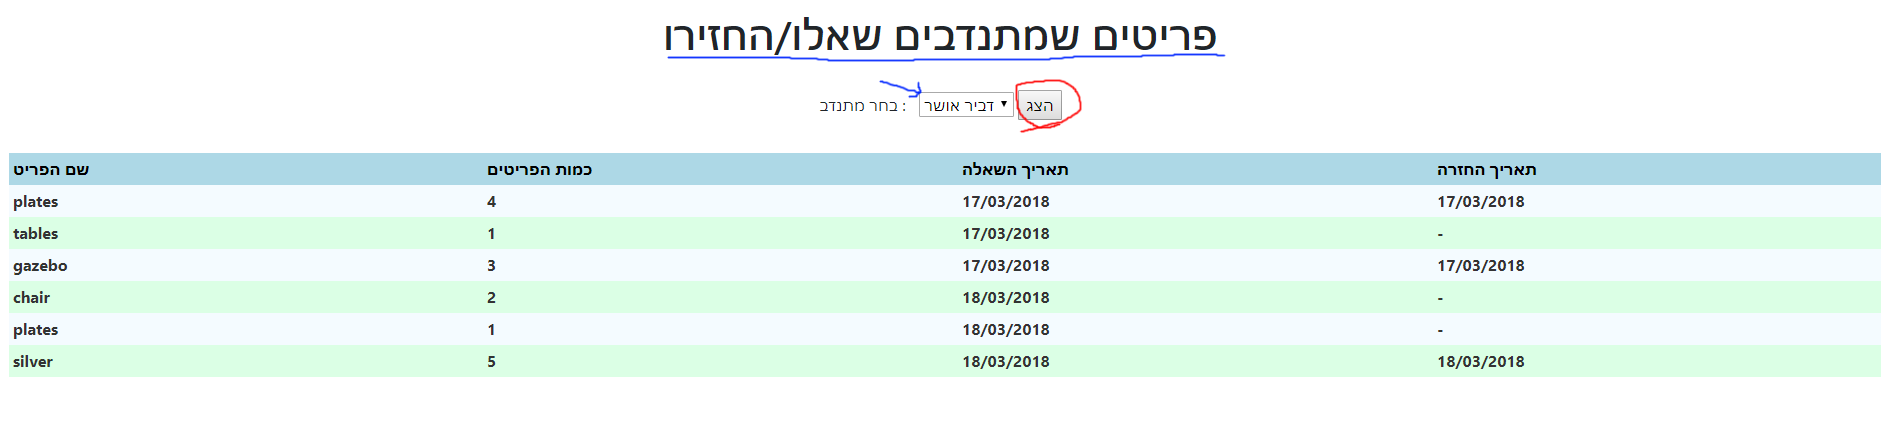 פריטים שמתנדבים שאלו/החזירו
בחר מתנדב : דביר אושר הצג
שם הפריט כמות הפריטים תאריך השאלה תאריך החזרה
plates 4 17/03/2018 17/03/2018
tables 1 17/03/2018 -
gazebo 3 17/03/2018 17/03/2018
chair 2 18/03/2018 -
plates 1 18/03/2018 -
silver 5 18/03/2018 18/03/2018